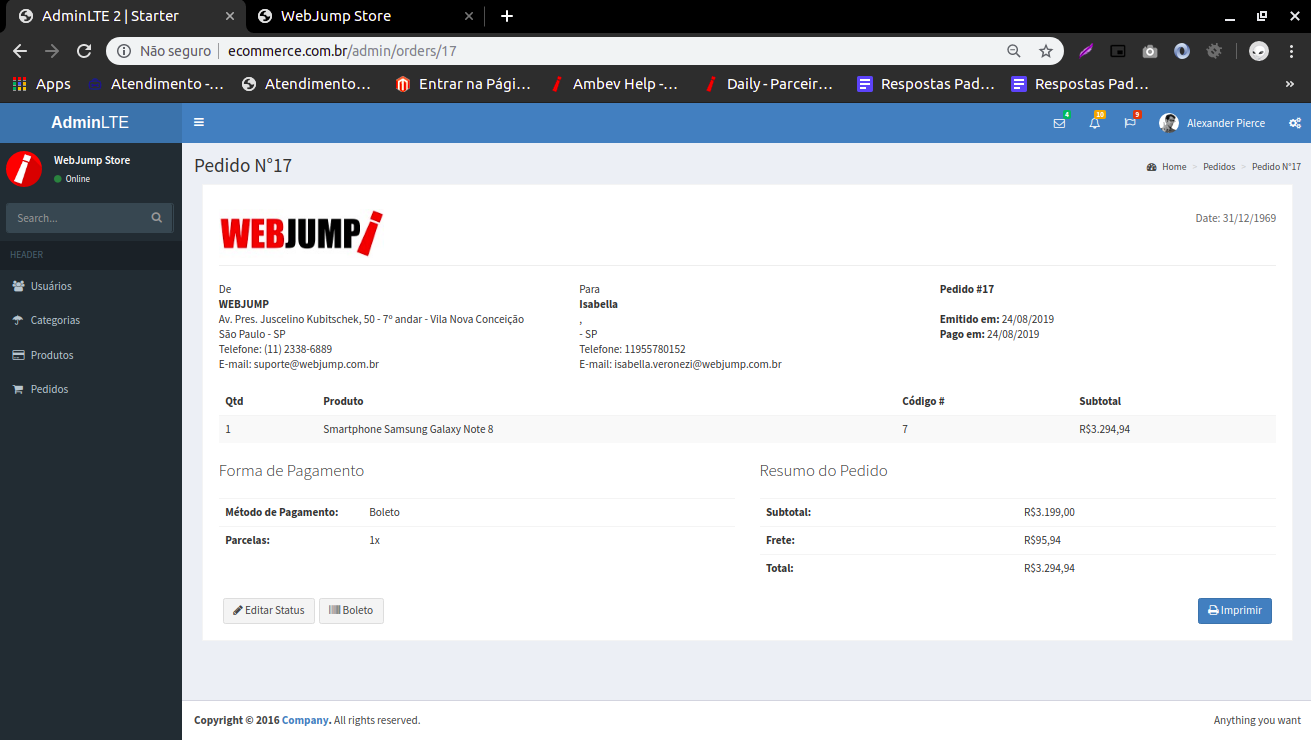 AdminLTE 2 | Starter
WebJump Store
Não seguro
ecommerce.com.br/admin/orders/17
Apps
Atendimento -...
Atendimento...
Entrar na Pági...
Ambev Help -...
Daily - Parceir...
Respostas Pad...
Respostas Pad...
»
AdminLTE
4
10
9
Alexander Pierce
WebJump Store
Online
Search...
HEADER
Usuários
Categorias
Produtos
Pedidos
Pedido N°17
Home > Pedidos > Pedido N°17
WEBJUMPi
Date: 31/12/1969
De
WEBJUMP
Av. Pres. Juscelino Kubitschek, 50 - 7º andar - Vila Nova Conceição
São Paulo - SP
Telefone: (11) 2338-6889
E-mail: suporte@webjump.com.br
Para
Isabella
,
- SP
Telefone: 11955780152
E-mail: isabella.veronezi@webjump.com.br
Pedido #17
Emitido em: 24/08/2019
Pago em: 24/08/2019
Qtd Produto Código # Subtotal
1 Smartphone Samsung Galaxy Note 8 7 R$3.294,94
Forma de Pagamento
Método de Pagamento: Boleto
Parcelas: 1x
Resumo do Pedido
Subtotal: R$3.199,00
Frete: R$95,94
Total: R$3.294,94
Editar Status
Boleto
Imprimir
Copyright © 2016 Company. All rights reserved.
Anything you want